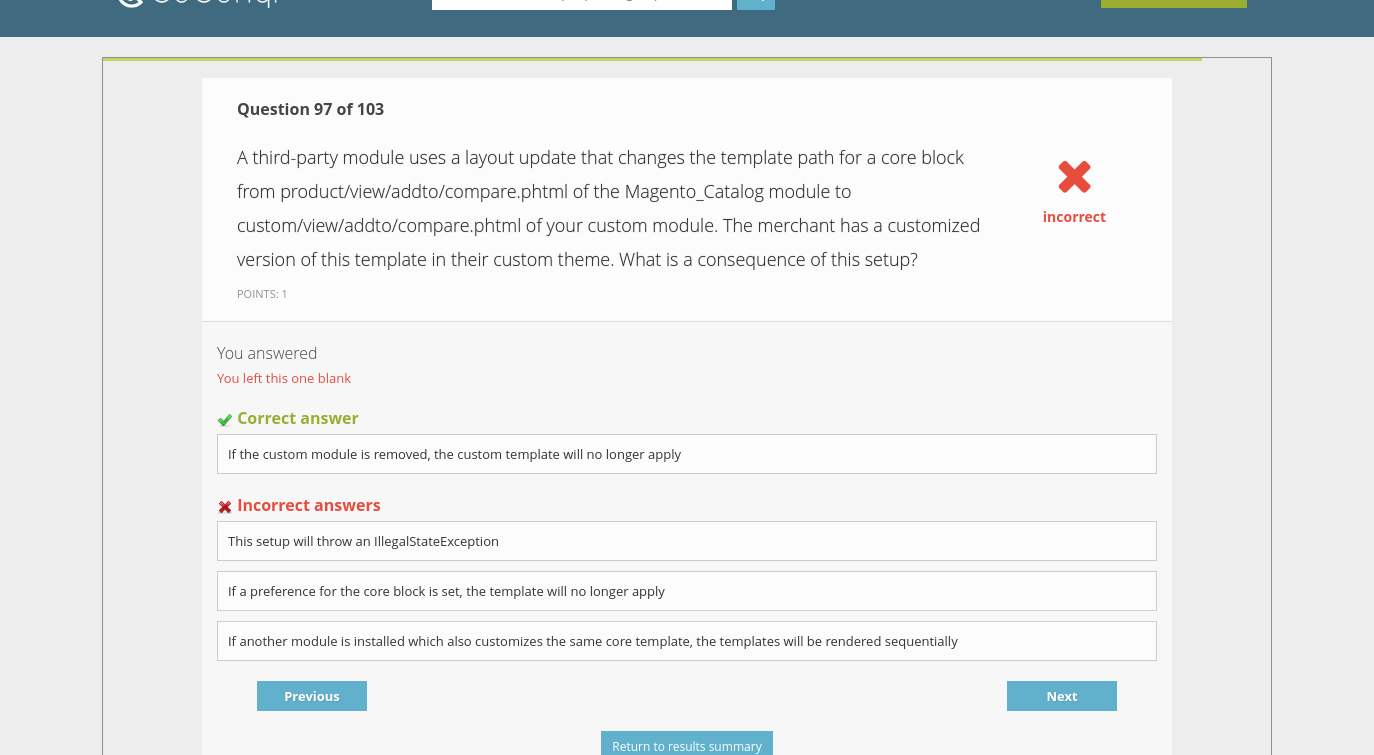 Question 97 of 103
A third-party module uses a layout update that changes the template path for a core block
from product/view/addto/compare.phtml of the Magento_Catalog module to
custom/view/addto/compare.phtml of your custom module. The merchant has a customized
version of this template in their custom theme. What is a consequence of this setup?
incorrect
POINTS: 1
You answered
You left this one blank
Correct answer
If the custom module is removed, the custom template will no longer apply
Incorrect answers
This setup will throw an IllegalStateException
If a preference for the core block is set, the template will no longer apply
If another module is installed which also customizes the same core template, the templates will be rendered sequentially
Previous
Next
Return to results summary